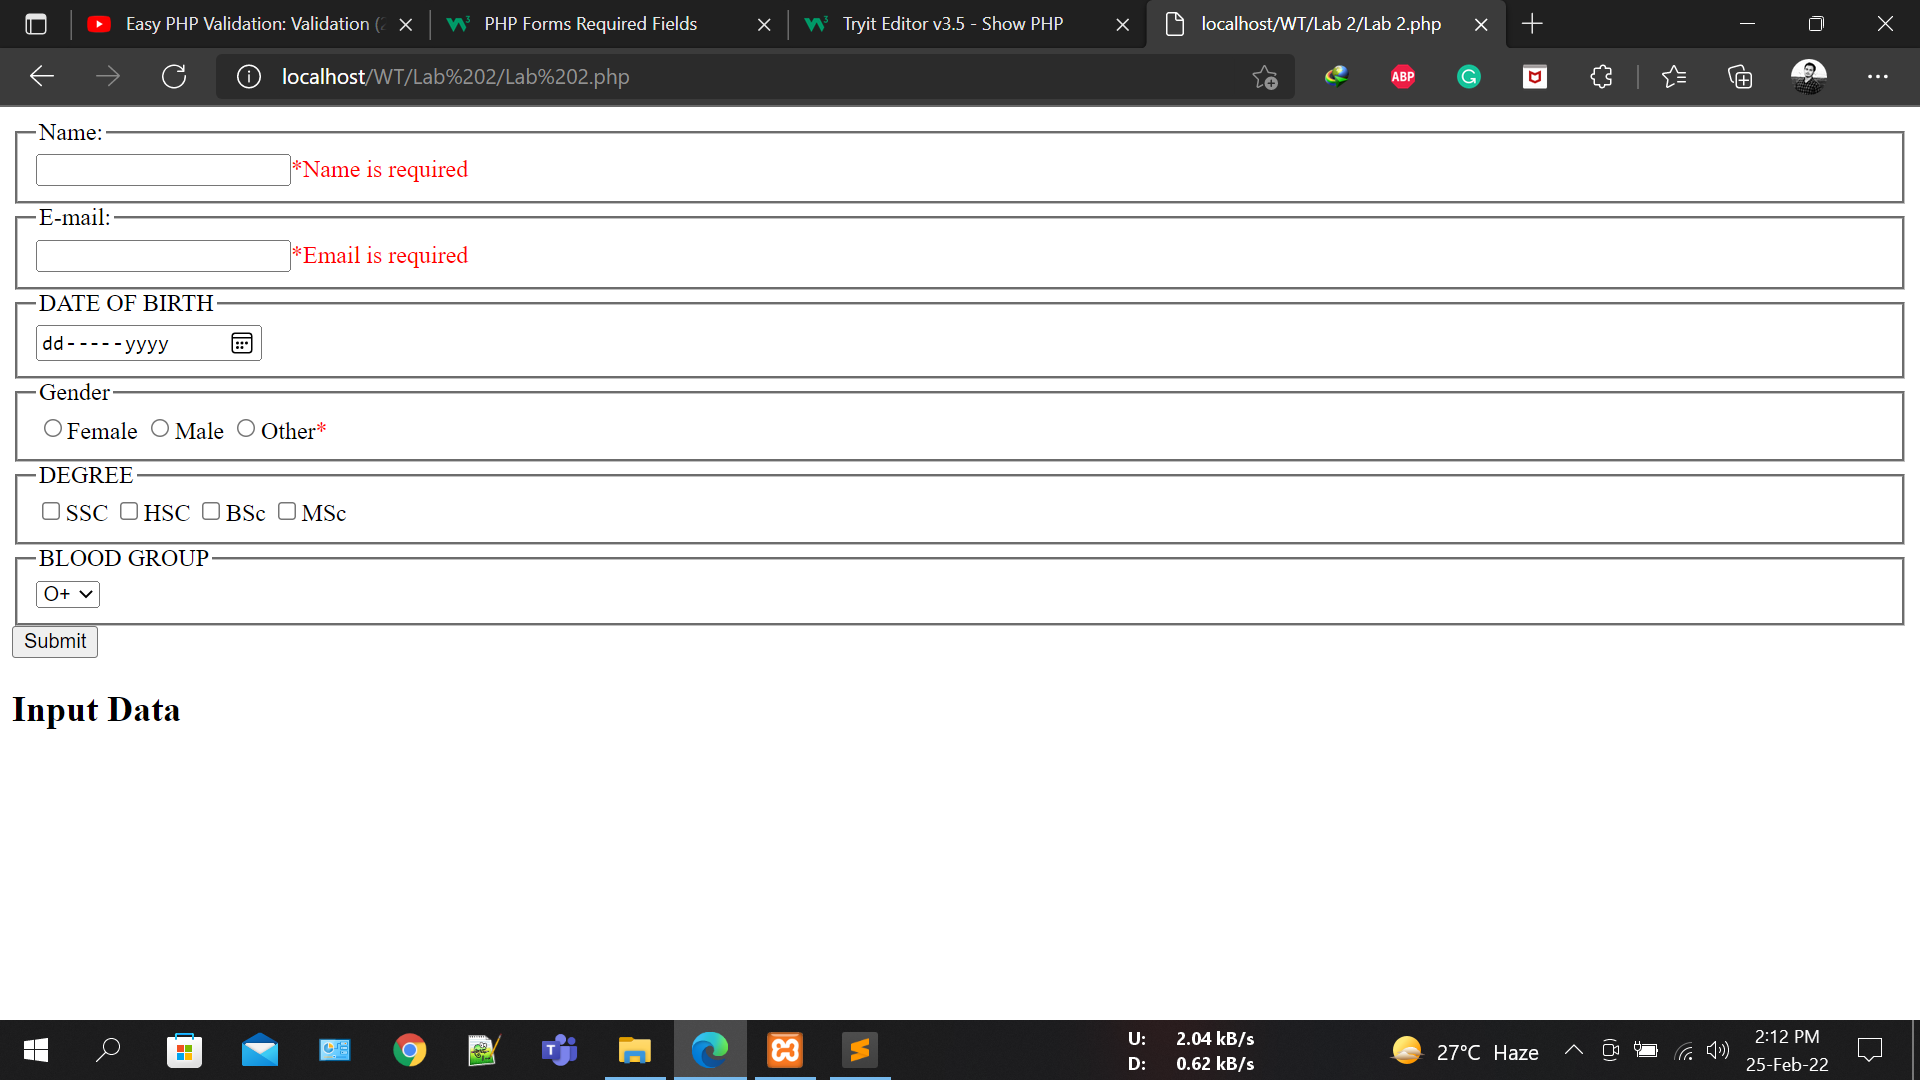 Easy PHP Validation: Validation (
PHP Forms Required Fields
Tryit Editor v3.5 - Show PHP
localhost/WT/Lab 2/Lab 2.php
localhost/WT/Lab%202/Lab%202.php
ABP
Name:
*Name is required
E-mail:
*Email is required
DATE OF BIRTH
dd-----yyyy
Gender
Female Male Other*
DEGREE
SSC HSC BSc MSc
BLOOD GROUP
O+
Submit
Input Data
U: 2.04 kB/s
D: 0.62 kB/s
27°C Haze
2:12 PM
25-Feb-22